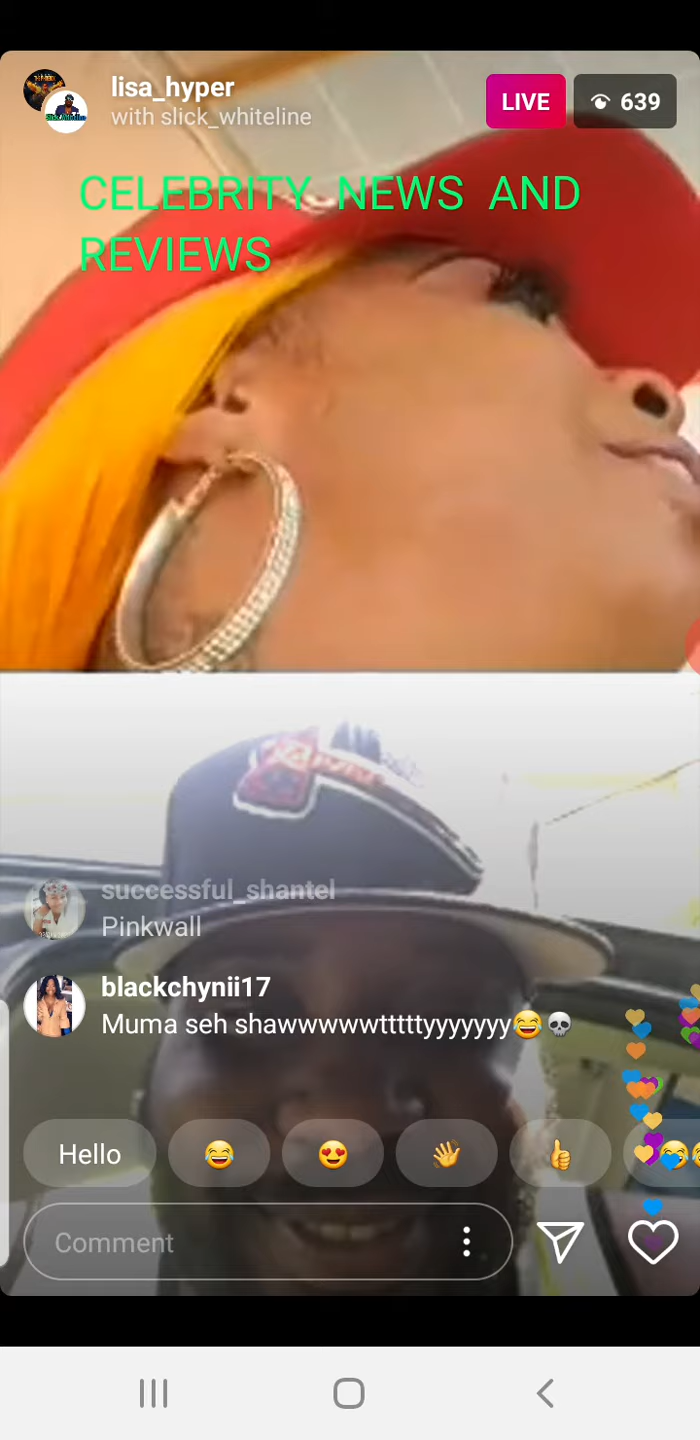 lisa_hyper
with slick_whiteline
LIVE
639
CELEBRITY NEWS AND
REVIEWS
successful_shantel
Pinkwall
blackchynii17
Muma seh shawwwwwtttttyyyyyyy😂💀
Hello
Comment